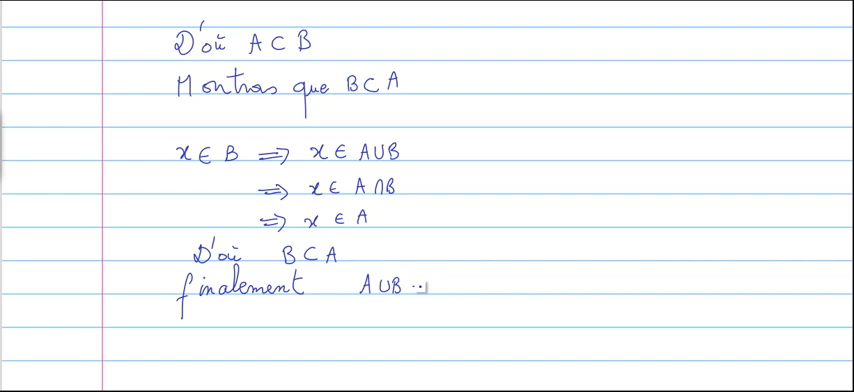 D'où A ⊂ B
Montrons que B ⊂ A
x ∈ B ⟹ x ∈ A∪B
⟹ x ∈ A∩B
⟹ x ∈ A
D'où B ⊂ A
finalement A∪B ..